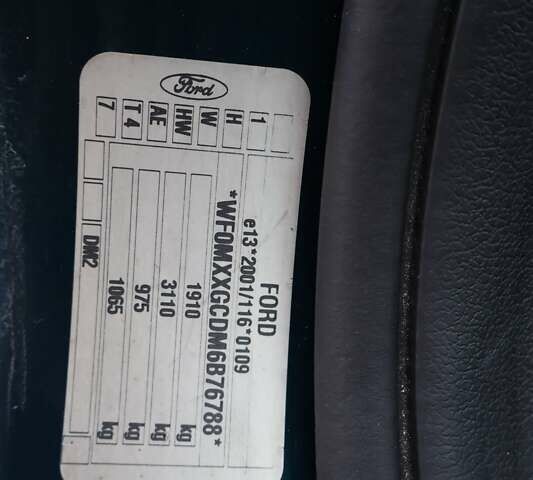 Ford
FORD
e13*2001/116*0109
*WF0MXXGCDM6B76788*
1910 kg
3110 kg
975 kg
1065 kg
DM2
1
H
W
HW
AE
T 4
7